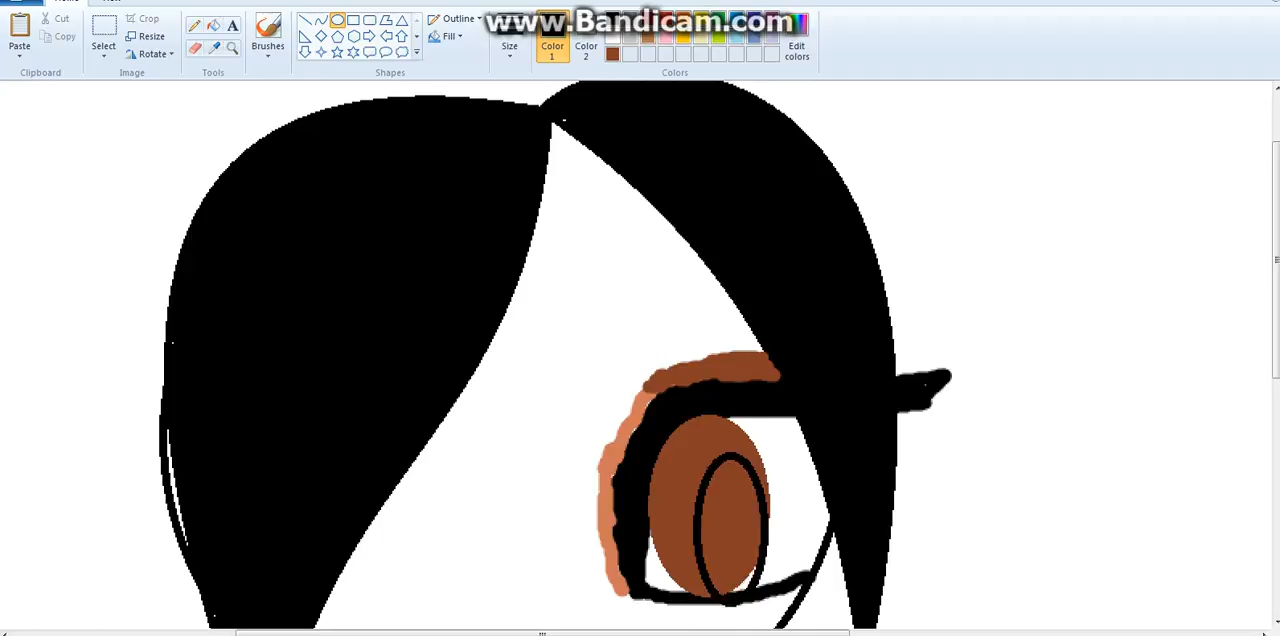 www.Bandicam.com
Cut
Copy
Paste
Clipboard
Crop
Resize
Rotate
Select
Image
Tools
Brushes
Outline
Fill
Shapes
Size
Color
1
Color
2
Edit
colors
Colors